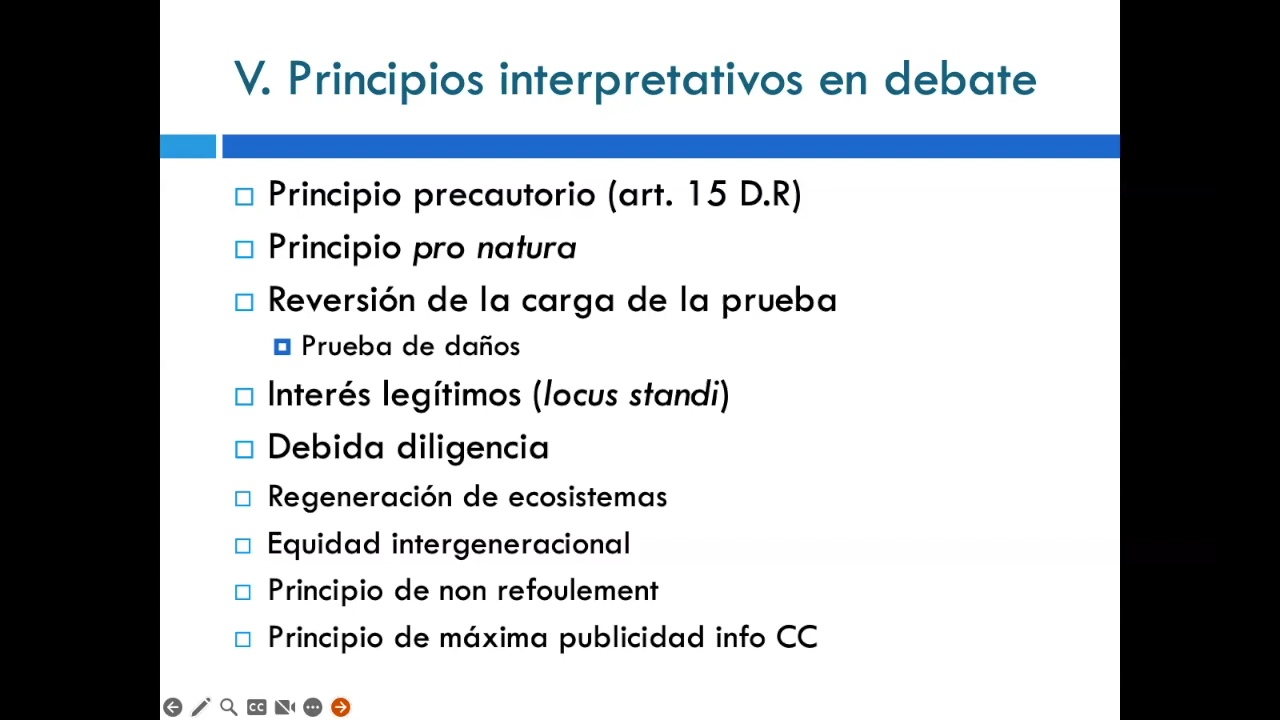 V. Principios interpretativos en debate
Principio precautorio (art. 15 D.R)
Principio pro natura
Reversión de la carga de la prueba
Prueba de daños
Interés legítimos (locus standi)
Debida diligencia
Regeneración de ecosistemas
Equidad intergeneracional
Principio de non refoulement
Principio de máxima publicidad info CC
CC